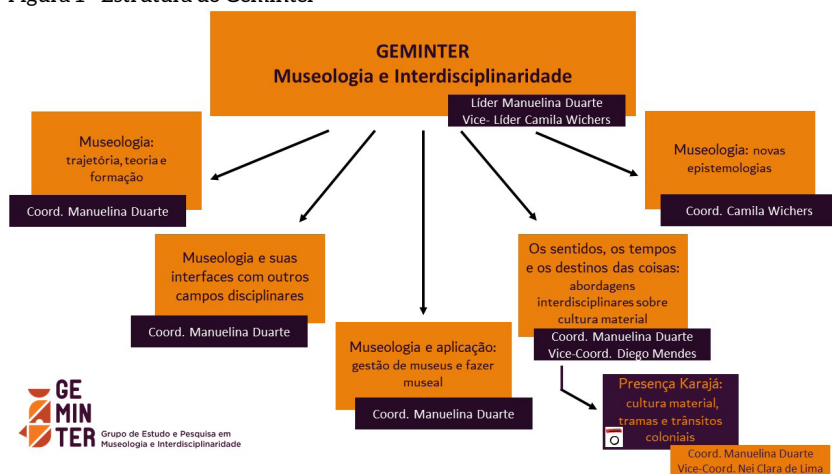 Figura 1 - Estrutura do Geminter
GEMINTER
Museologia e Interdisciplinaridade
Líder Manuelina Duarte
Vice- Líder Camila Wichers
Museologia:
trajetória, teoria e
formação
Coord. Manuelina Duarte
Museologia: novas
epistemologias
Coord. Camila Wichers
Museologia e suas
interfaces com outros
campos disciplinares
Coord. Manuelina Duarte
Os sentidos, os tempos
e os destinos das coisas:
abordagens
interdisciplinares sobre
cultura material
Coord. Manuelina Duarte
Vice-Coord. Diego Mendes
Museologia e aplicação:
gestão de museus e fazer
museal
Coord. Manuelina Duarte
Presença Karajá:
cultura material,
tramas e trânsitos
coloniais
Coord. Manuelina Duarte
Vice-Coord. Nei Clara de Lima
GE
MIN
TER
Grupo de Estudo e Pesquisa em
Museologia e Interdisciplinaridade